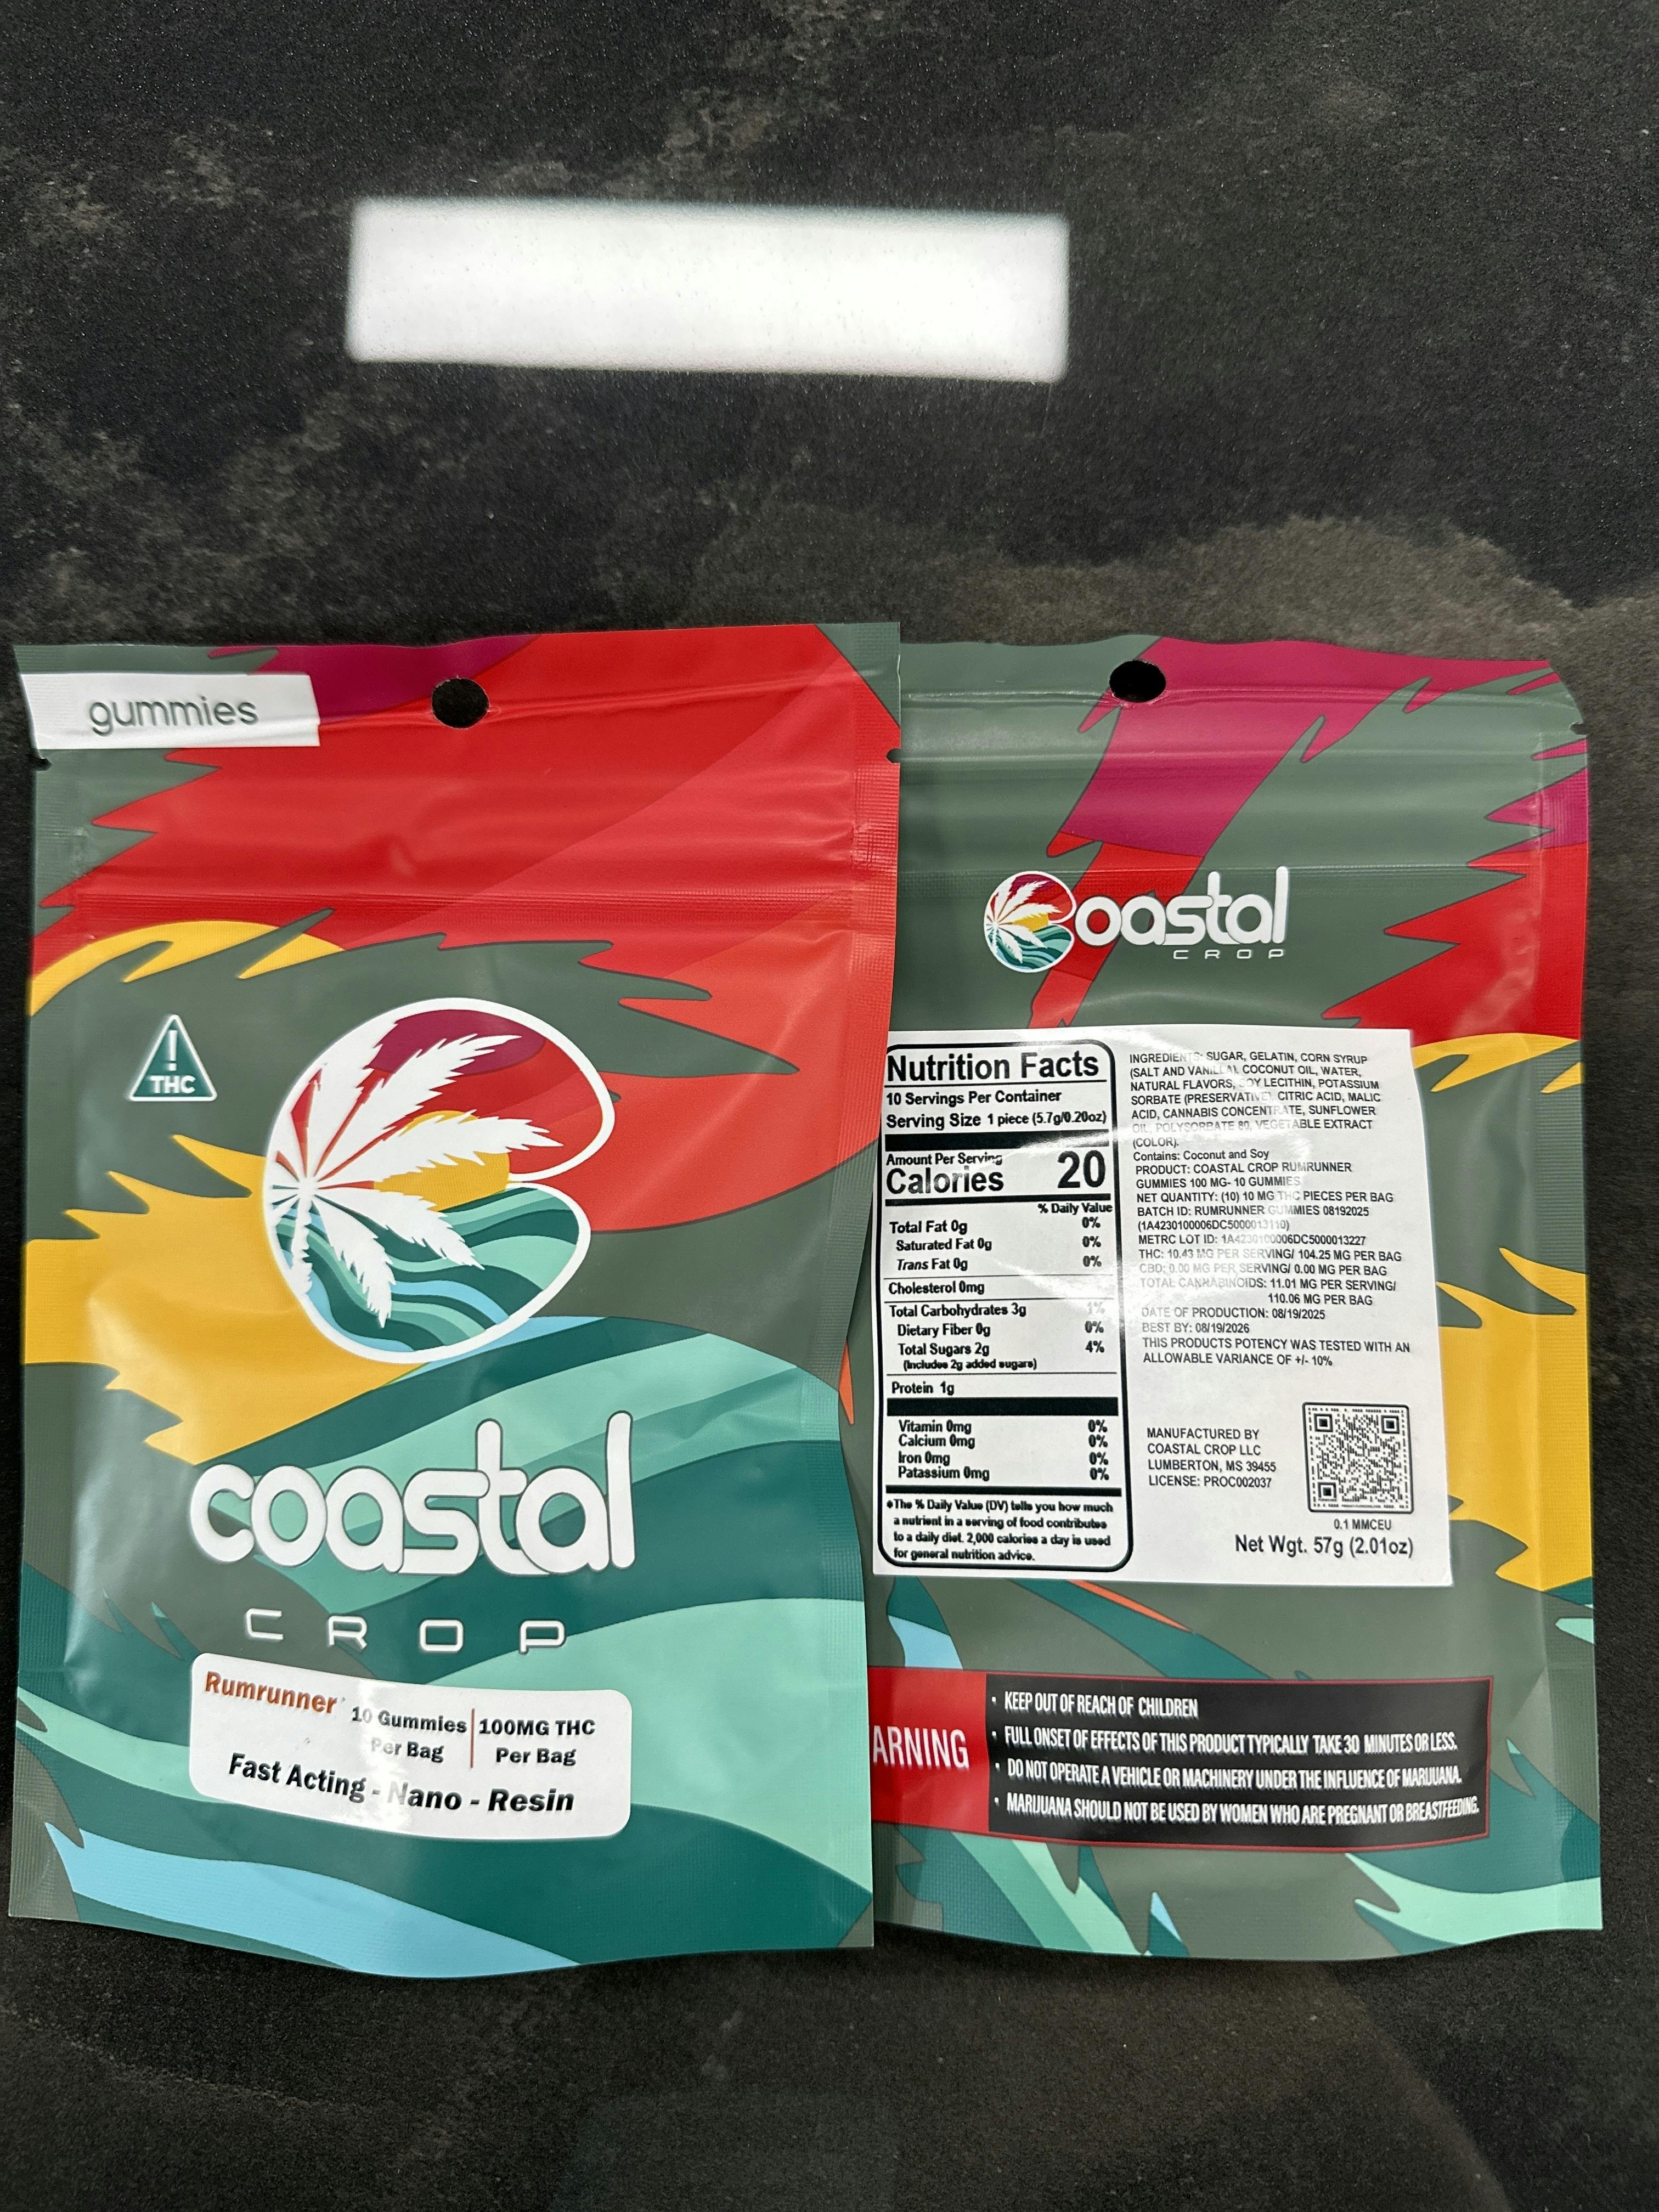 gummies
THC
coastal
CROP
Rumrunner
10 Gummies
Per Bag
100MG THC
Per Bag
Fast Acting - Nano - Resin
Coastal
CROP
Nutrition Facts
10 Servings Per Container
Serving Size 1 piece (5.7g/0.20oz)
Amount Per Serving
Calories 20
% Daily Value
Total Fat 0g 0%
Saturated Fat 0g 0%
Trans Fat 0g 0%
Cholesterol 0mg
Total Carbohydrates 3g 1%
Dietary Fiber 0g 0%
Total Sugars 2g 4%
(Includes 2g added sugars)
Protein 1g
Vitamin 0mg 0%
Calcium 0mg 0%
Iron 0mg 0%
Patassium 0mg 0%
*The % Daily Value (DV) tells you how much
a nutrient in a serving of food contributes
to a daily diet. 2,000 calories a day is used
for general nutrition advice.
INGREDIENTS: SUGAR, GELATIN, CORN SYRUP
(SALT AND VANILLA), COCONUT OIL, WATER,
NATURAL FLAVORS, SOY LECITHIN, POTASSIUM
SORBATE (PRESERVATIVE) CITRIC ACID, MALIC
ACID, CANNABIS CONCENTRATE, SUNFLOWER
OIL, POLYSORBATE 80, VEGETABLE EXTRACT
(COLOR).
Contains: Coconut and Soy
PRODUCT: COASTAL CROP RUMRUNNER
GUMMIES 100 MG- 10 GUMMIES
NET QUANTITY: (10) 10 MG THC PIECES PER BAG
BATCH ID: RUMRUNNER GUMMIES 08192025
(1A4230100006DC5000013110)
METRC LOT ID: 1A4230100006DC5000013227
THC: 10.43 MG PER SERVING/ 104.25 MG PER BAG
CBD: 0.00 MG PER SERVING/ 0.00 MG PER BAG
TOTAL CANNABINOIDS: 11.01 MG PER SERVING/
110.06 MG PER BAG
DATE OF PRODUCTION: 08/19/2025
BEST BY: 08/19/2026
THIS PRODUCTS POTENCY WAS TESTED WITH AN
ALLOWABLE VARIANCE OF +/- 10%
MANUFACTURED BY
COASTAL CROP LLC
LUMBERTON, MS 39455
LICENSE: PROC002037
0.1 MMCEU
Net Wgt. 57g (2.01oz)
ARNING
• KEEP OUT OF REACH OF CHILDREN
• FULL ONSET OF EFFECTS OF THIS PRODUCT TYPICALLY TAKE 30 MINUTES OR LESS.
• DO NOT OPERATE A VEHICLE OR MACHINERY UNDER THE INFLUENCE OF MARIJUANA.
• MARIJUANA SHOULD NOT BE USED BY WOMEN WHO ARE PREGNANT OR BREASTFEEDING.